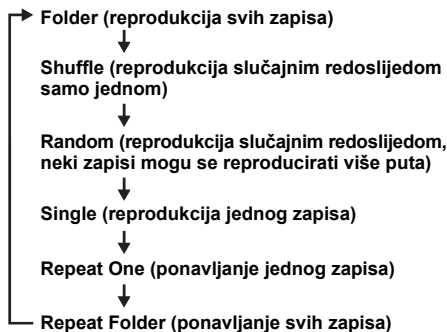 Folder (reprodukcija svih zapisa)
Shuffle (reprodukcija slučajnim redoslijedom
samo jednom)
Random (reprodukcija slučajnim redoslijedom,
neki zapisi mogu se reproducirati više puta)
Single (reprodukcija jednog zapisa)
Repeat One (ponavljanje jednog zapisa)
Repeat Folder (ponavljanje svih zapisa)